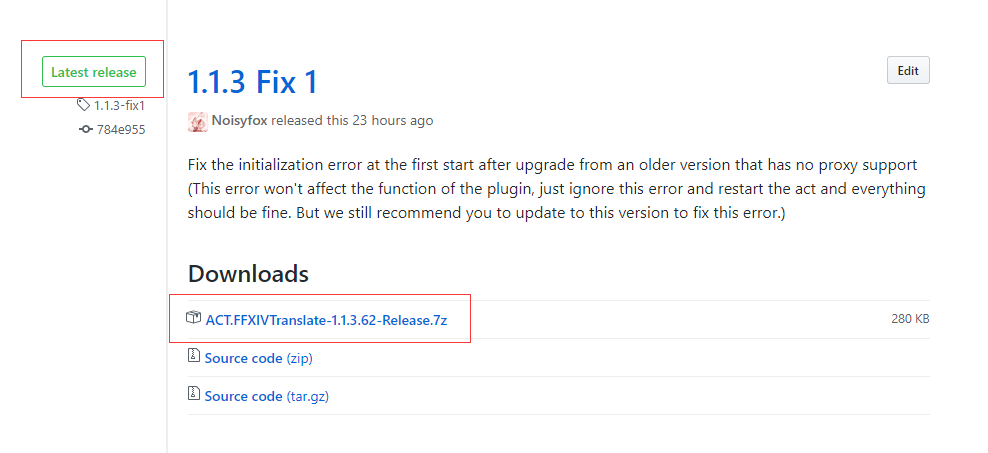 Latest release
1.1.3-fix1
784e955
1.1.3 Fix 1
Edit
Noisyfox released this 23 hours ago
Fix the initialization error at the first start after upgrade from an older version that has no proxy support
(This error won't affect the function of the plugin, just ignore this error and restart the act and everything
should be fine. But we still recommend you to update to this version to fix this error.)
Downloads
ACT.FFXIVTranslate-1.1.3.62-Release.7z 280 KB
Source code (zip)
Source code (tar.gz)